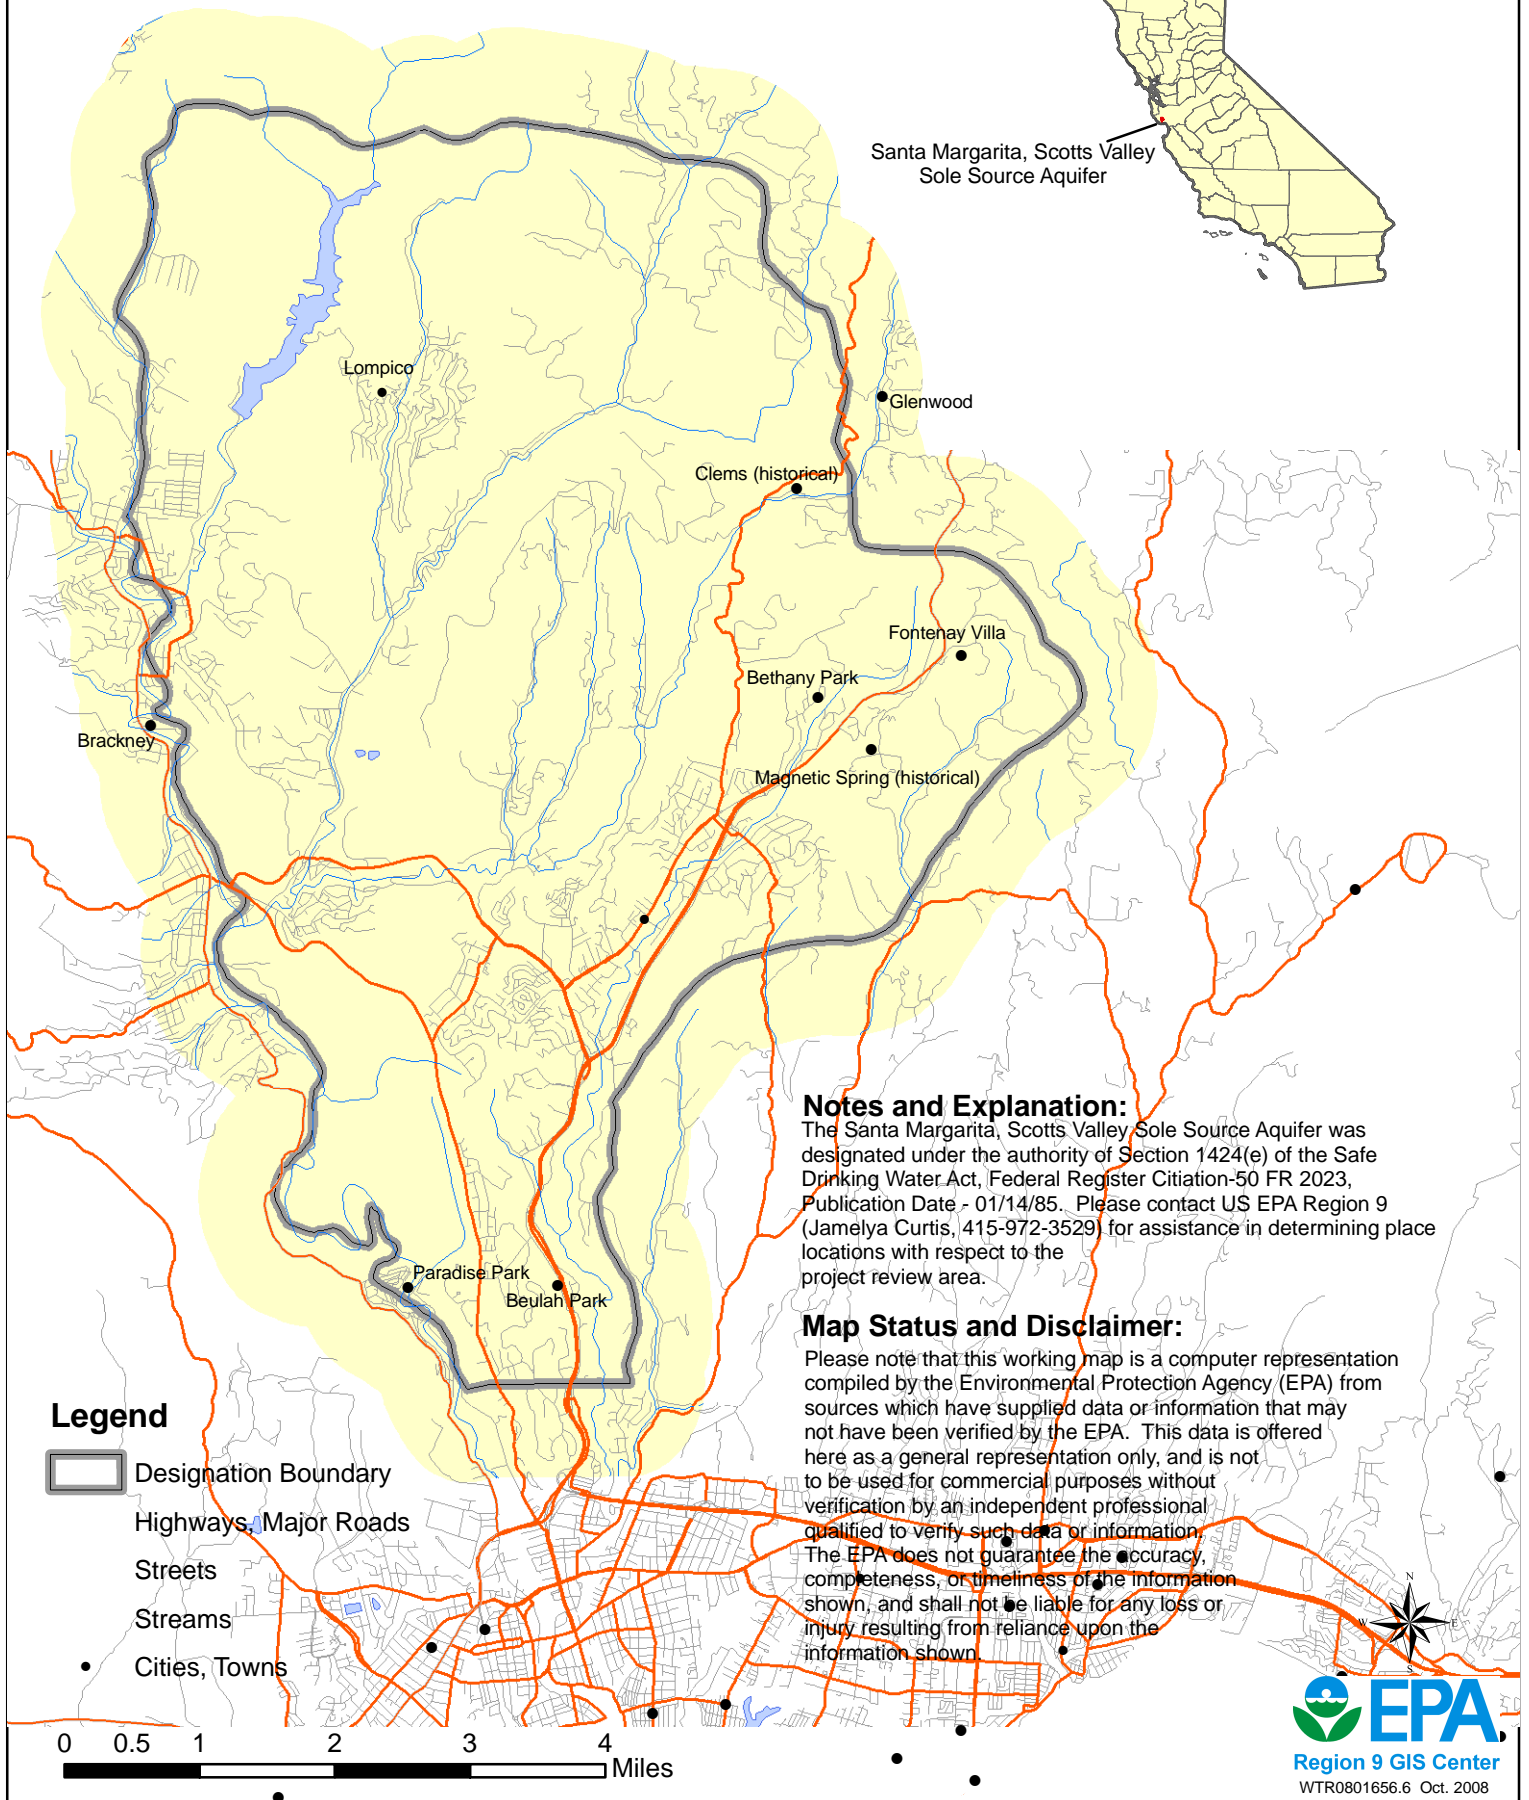 Santa Margarita, Scotts Valley
Sole Source Aquifer
Lompico
Glenwood
Clems (historical)
Fontenay Villa
Bethany Park
Brackney
Magnetic Spring (historical)
Paradise Park
Beulah Park
Notes and Explanation:
The Santa Margarita, Scotts Valley Sole Source Aquifer was
designated under the authority of Section 1424(e) of the Safe
Drinking Water Act, Federal Register Citiation-50 FR 2023,
Publication Date - 01/14/85.  Please contact US EPA Region 9
(Jamelya Curtis, 415-972-3529) for assistance in determining place
locations with respect to the
project review area.
Map Status and Disclaimer:
Please note that this working map is a computer representation
compiled by the Environmental Protection Agency (EPA) from
sources which have supplied data or information that may
not have been verified by the EPA.  This data is offered
here as a general representation only, and is not
to be used for commercial purposes without
verification by an independent professional
qualified to verify such data or information.
The EPA does not guarantee the accuracy,
completeness, or timeliness of the information
shown, and shall not be liable for any loss or
injury resulting from reliance upon the
information shown.
Legend
Designation Boundary
Highways, Major Roads
Streets
Streams
Cities, Towns
0 0.5 1 2 3 4
Miles
N
W E
S
EPA
Region 9 GIS Center
WTR0801656.6 Oct. 2008